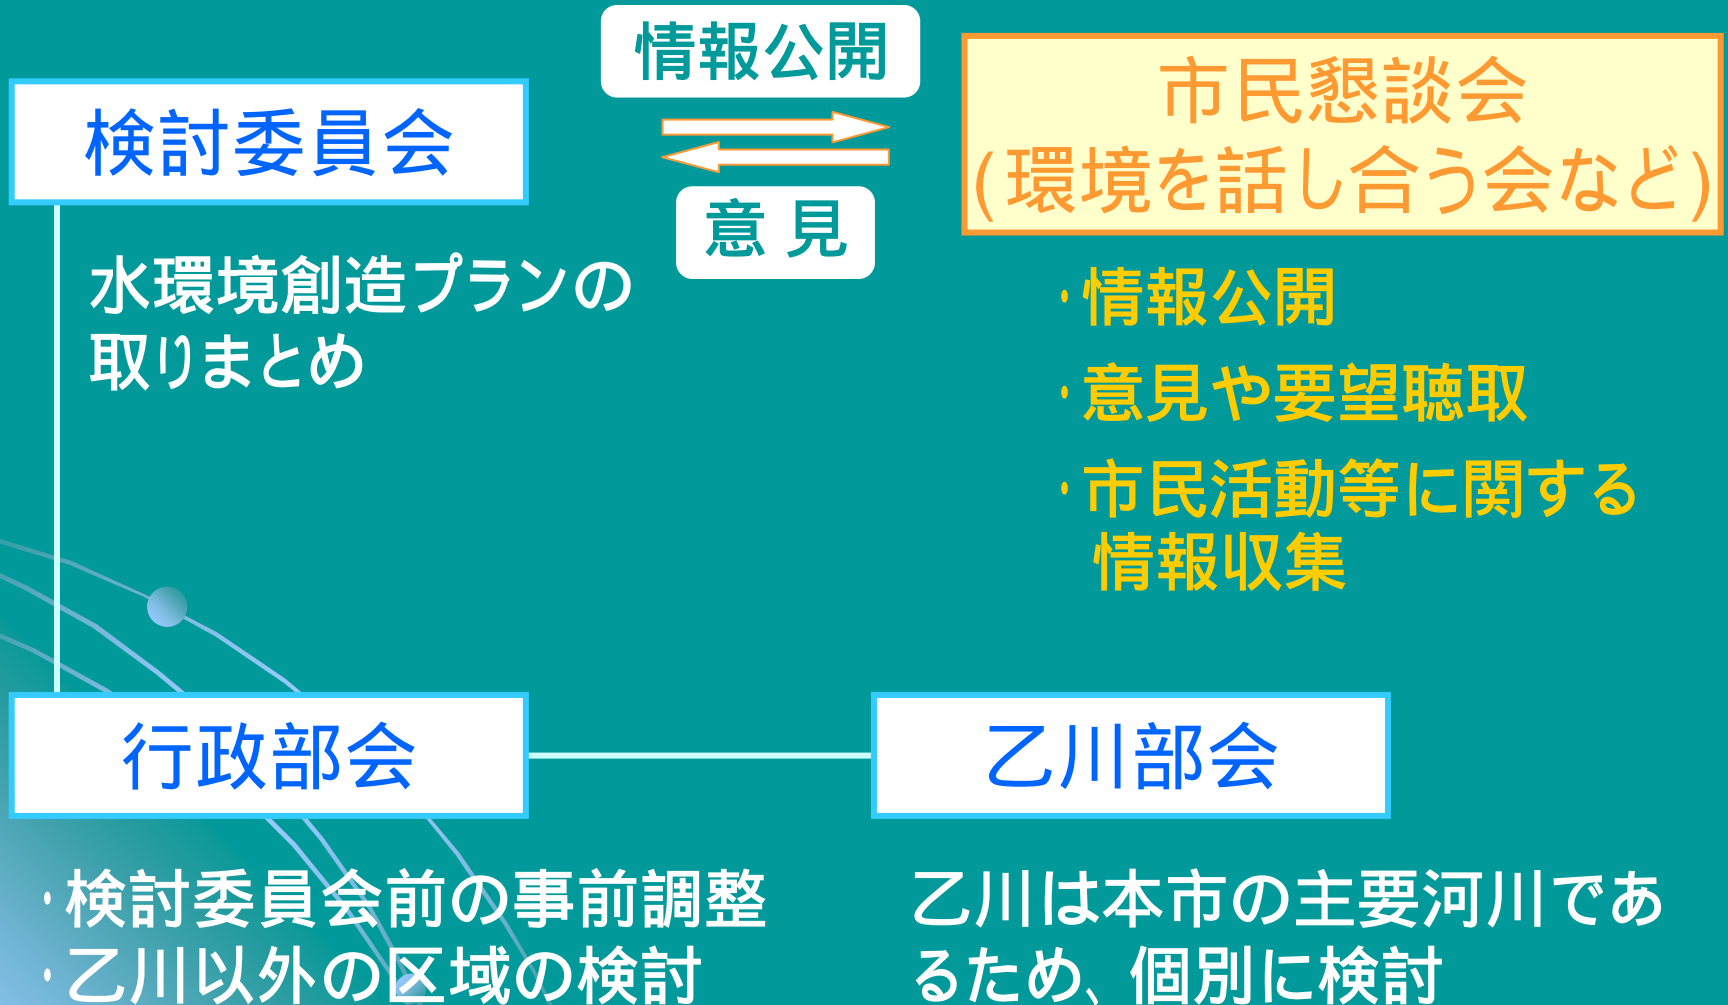 情報公開
検討委員会
市民懇談会
(環境を話し合う会など)
意 見
水環境創造プランの
取りまとめ
・情報公開
・意見や要望聴取
・市民活動等に関する
情報収集
行政部会
乙川部会
・検討委員会前の事前調整
・乙川以外の区域の検討
乙川は本市の主要河川であ
るため、個別に検討